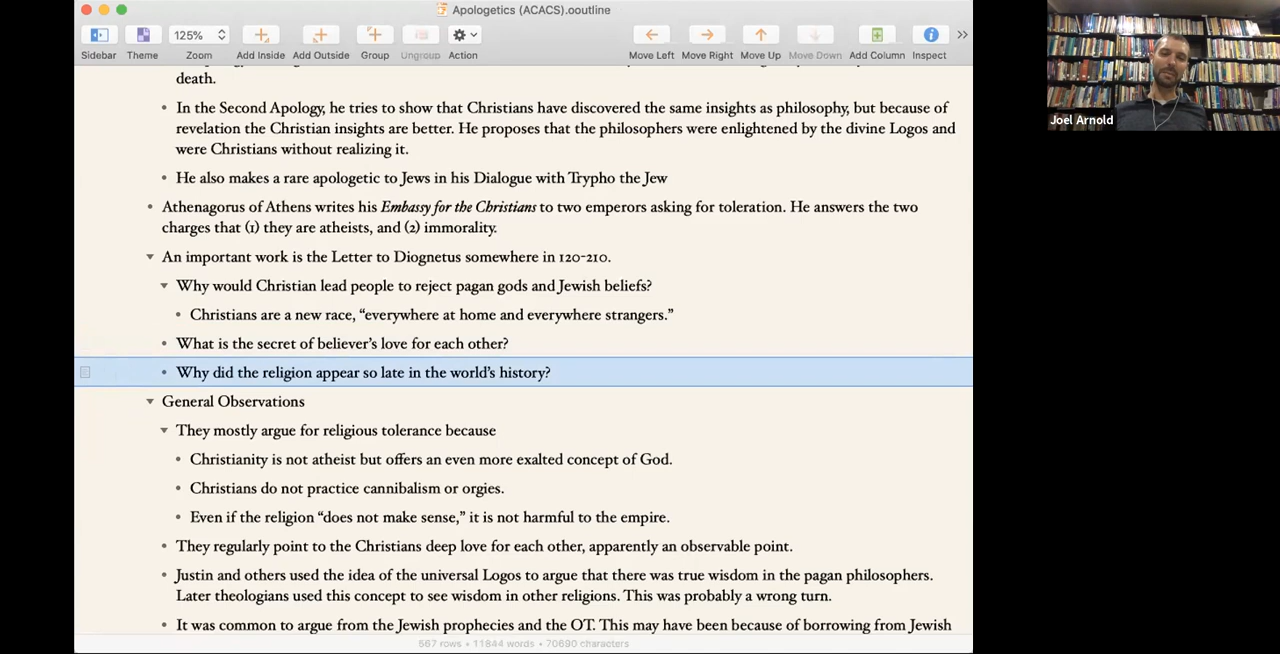 Apologetics (ACACS).ooutline
125%
Sidebar Theme Zoom Add Inside Add Outside Group Ungroup Action Move Left Move Right Move Up Move Down Add Column Inspect
Joel Arnold
death.
In the Second Apology, he tries to show that Christians have discovered the same insights as philosophy, but because of
revelation the Christian insights are better. He proposes that the philosophers were enlightened by the divine Logos and
were Christians without realizing it.
He also makes a rare apologetic to Jews in his Dialogue with Trypho the Jew
Athenagorus of Athens writes his Embassy for the Christians to two emperors asking for toleration. He answers the two
charges that (1) they are atheists, and (2) immorality.
An important work is the Letter to Diognetus somewhere in 120-210.
Why would Christian lead people to reject pagan gods and Jewish beliefs?
Christians are a new race, “everywhere at home and everywhere strangers.”
What is the secret of believer’s love for each other?
Why did the religion appear so late in the world’s history?
General Observations
They mostly argue for religious tolerance because
Christianity is not atheist but offers an even more exalted concept of God.
Christians do not practice cannibalism or orgies.
Even if the religion “does not make sense,” it is not harmful to the empire.
They regularly point to the Christians deep love for each other, apparently an observable point.
Justin and others used the idea of the universal Logos to argue that there was true wisdom in the pagan philosophers.
Later theologians used this concept to see wisdom in other religions. This was probably a wrong turn.
It was common to argue from the Jewish prophecies and the OT. This may have been because of borrowing from Jewish
567 rows • 11844 words • 70690 characters